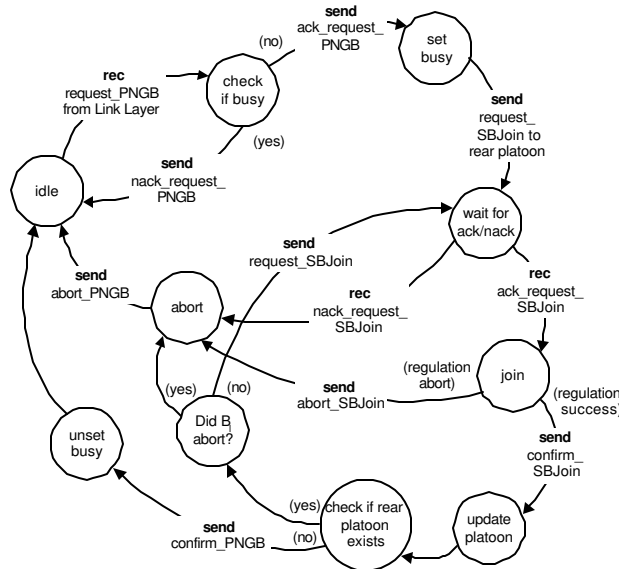 send
(no)
ack_request_
PNGB
set
busy
rec
request_PNGB
from Link Layer
check
if busy
(yes)
send
request_
SBJoin to
rear platoon
send
nack_request_
PNGB
idle
wait for
ack/nack
send
request_SBJoin
send
abort_PNGB
abort
rec
nack_request_
SBJoin
rec
ack_request_
SBJoin
(regulation
abort)
join
(regulation
success)
(yes)
(no)
send
abort_SBJoin
unset
busy
Did Bj
abort?
send
confirm_
SBJoin
(yes)
check if rear
platoon
exists
(no)
update
platoon
send
confirm_PNGB